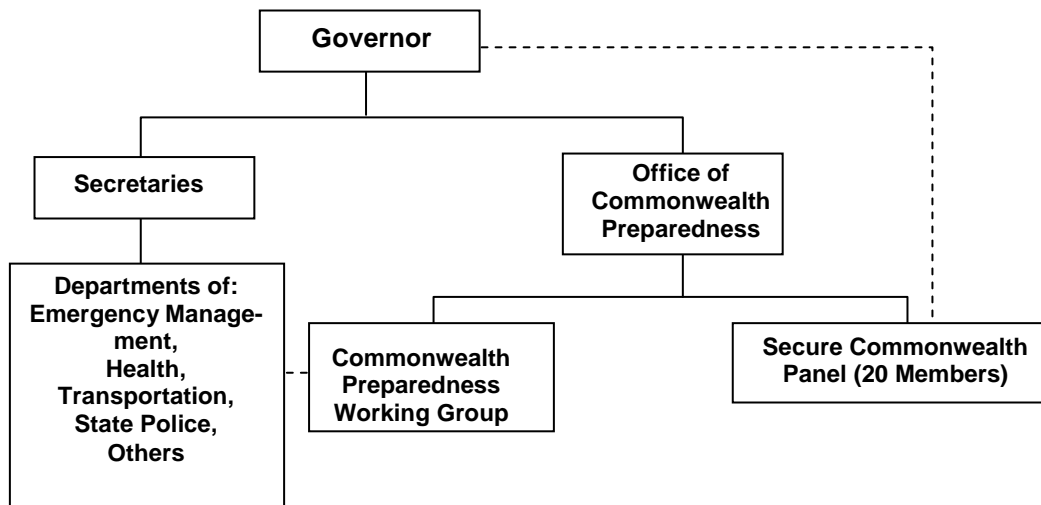 Governor
Secretaries
Office of
Commonwealth
Preparedness
Departments of:
Emergency Manage-
ment,
Health,
Transportation,
State Police,
Others
Commonwealth
Preparedness
Working Group
Secure Commonwealth
Panel (20 Members)